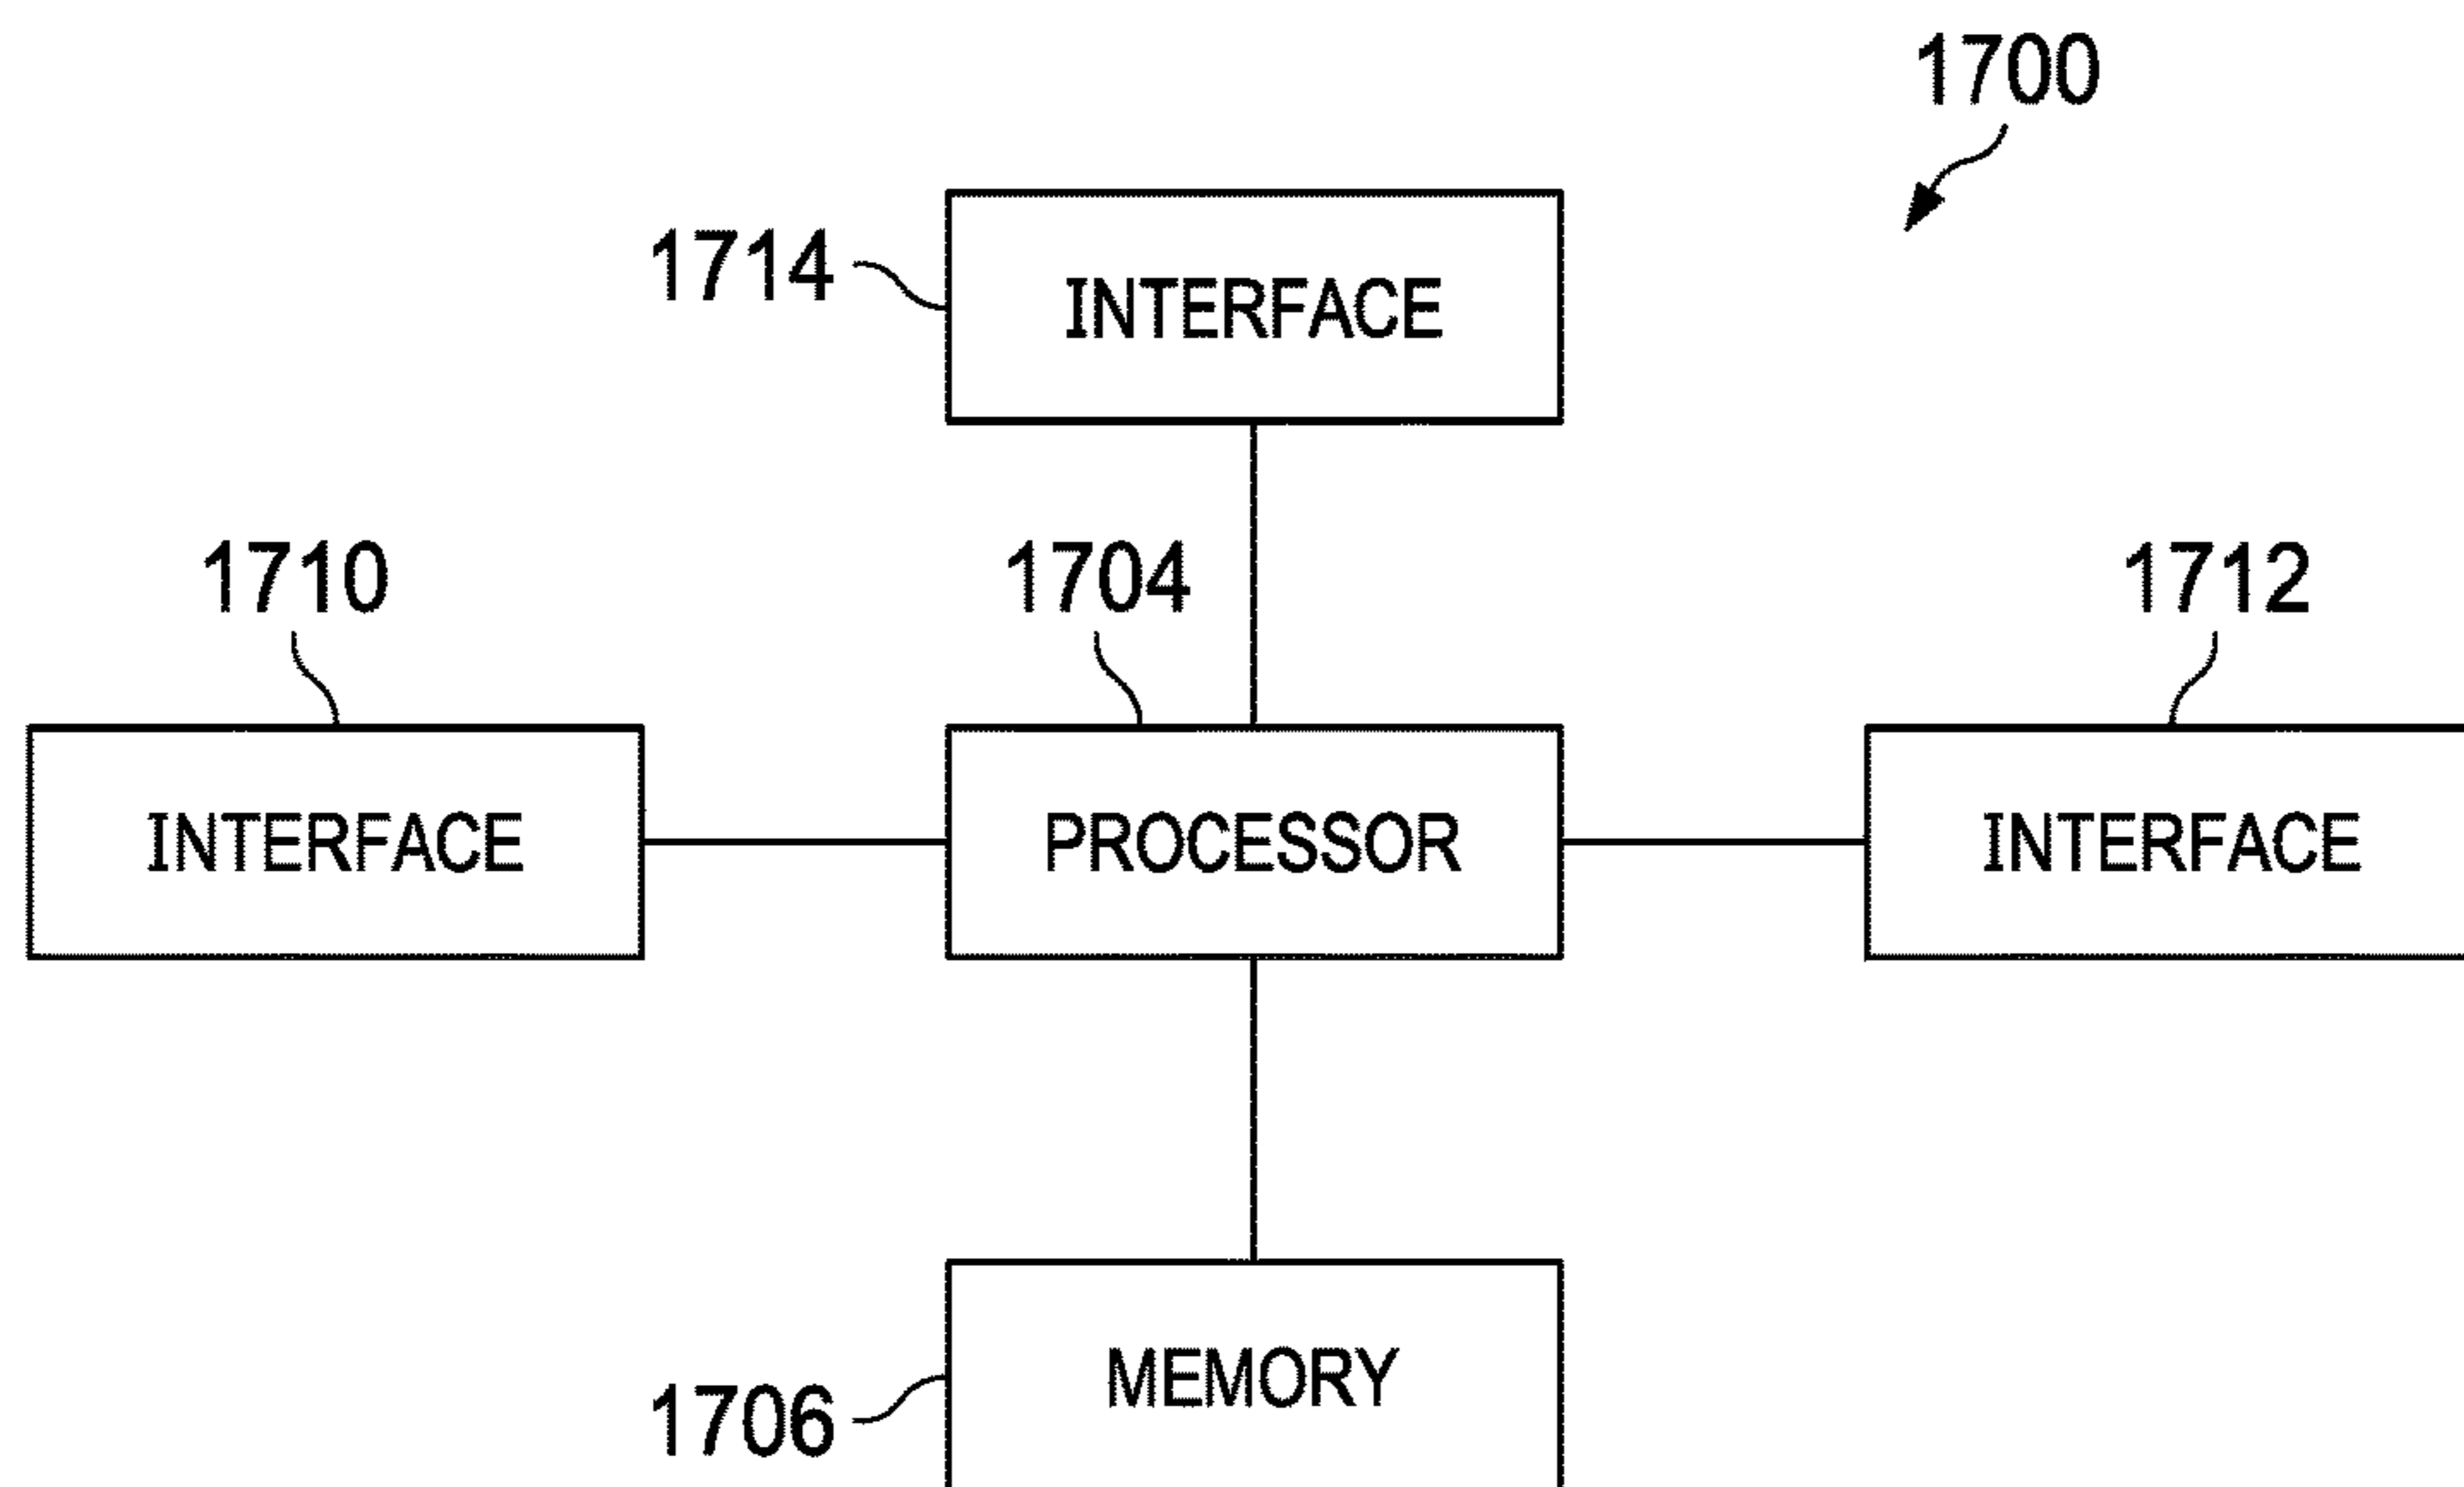 1700
1714
INTERFACE
1710
1704
1712
INTERFACE
PROCESSOR
INTERFACE
MEMORY
1706